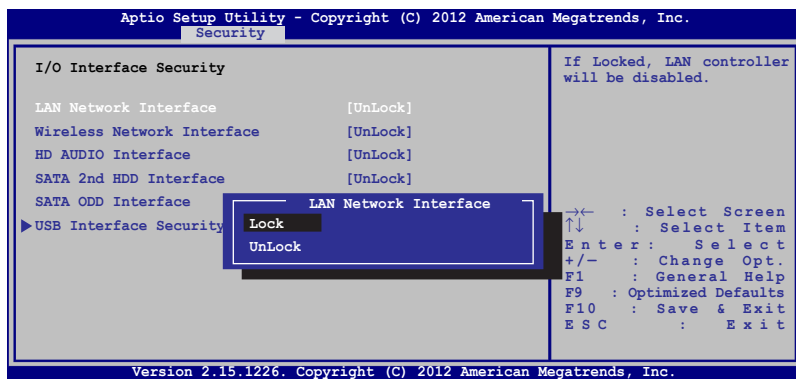 Aptio Setup Utility - Copyright (C) 2012 American Megatrends, Inc.
Security
I/O Interface Security
LAN Network Interface [UnLock]
Wireless Network Interface [UnLock]
HD AUDIO Interface [UnLock]
SATA 2nd HDD Interface [UnLock]
SATA ODD Interface
USB Interface Security
LAN Network Interface
Lock
UnLock
If Locked, LAN controller
will be disabled.
→← : Select Screen
↑↓ : Select Item
Enter: Select
+/— : Change Opt.
F1 : General Help
F9 : Optimized Defaults
F10 : Save & Exit
ESC : Exit
Version 2.15.1226. Copyright (C) 2012 American Megatrends, Inc.